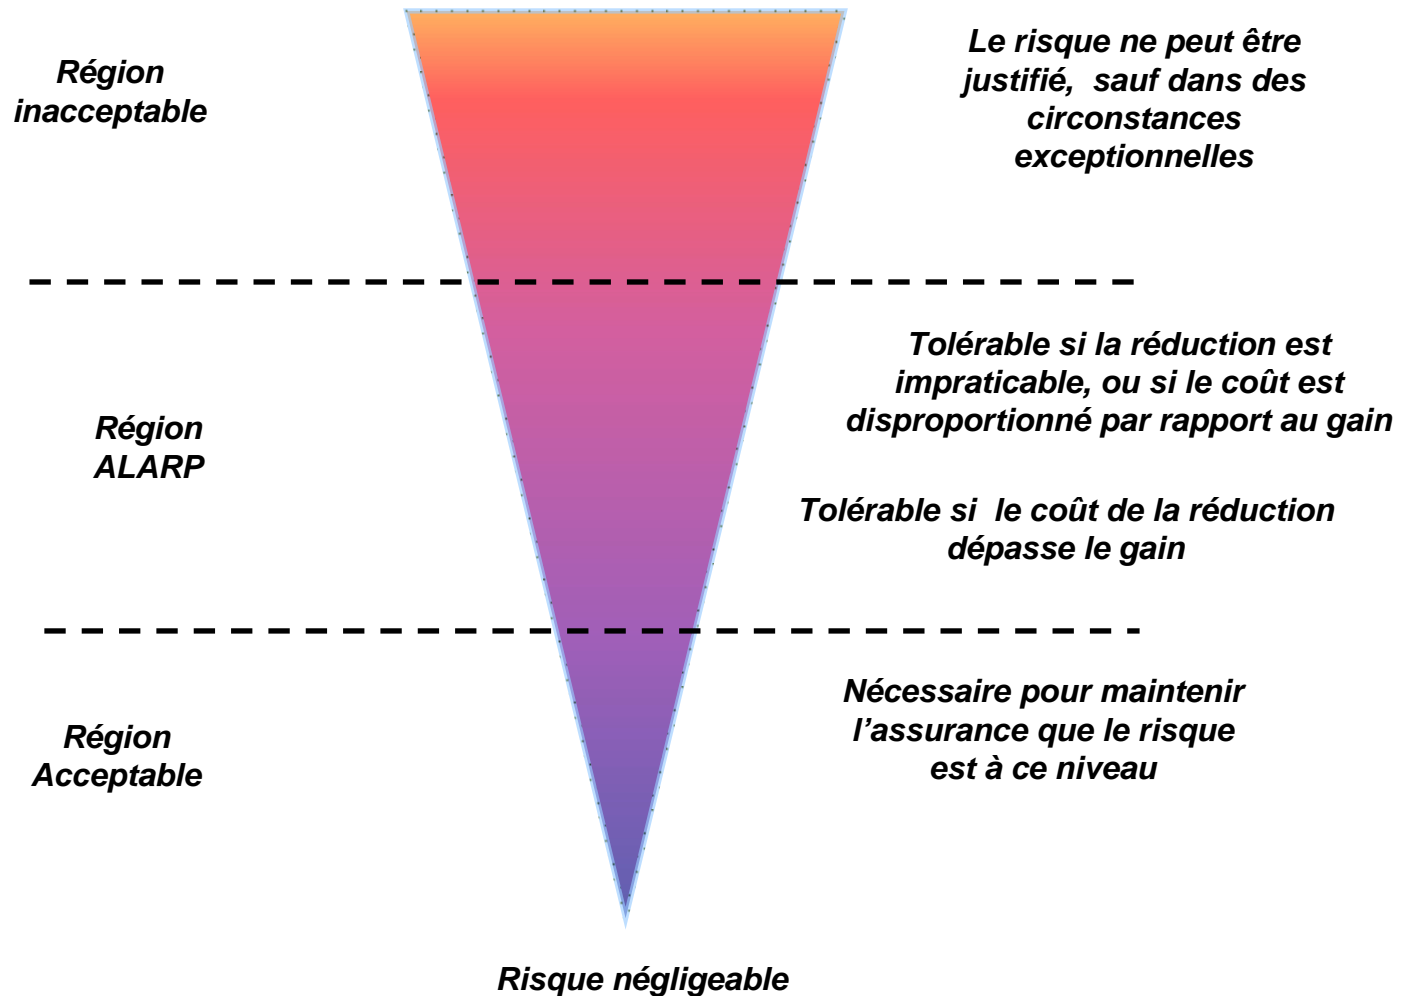 Région
inacceptable
Le risque ne peut être
justifié,  sauf dans des
circonstances
exceptionnelles
Région
ALARP
Tolérable si la réduction est
impraticable, ou si le coût est
disproportionné par rapport au gain
Tolérable si  le coût de la réduction
dépasse le gain
Région
Acceptable
Nécessaire pour maintenir
l’assurance que le risque
est à ce niveau
Risque négligeable